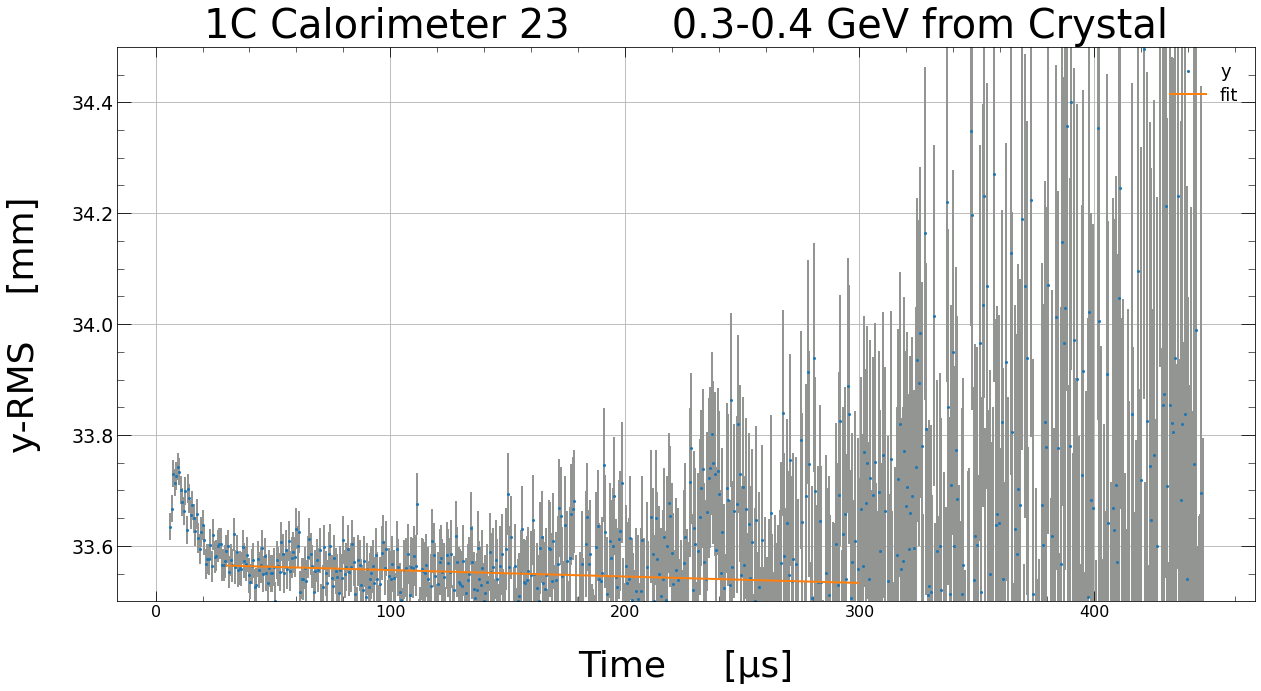 1C Calorimeter 23 0.3-0.4 GeV from Crystal
y
fit
34.4
34.2
34.0
33.8
33.6
y-RMS [mm]
0 100 200 300 400
Time [μs]